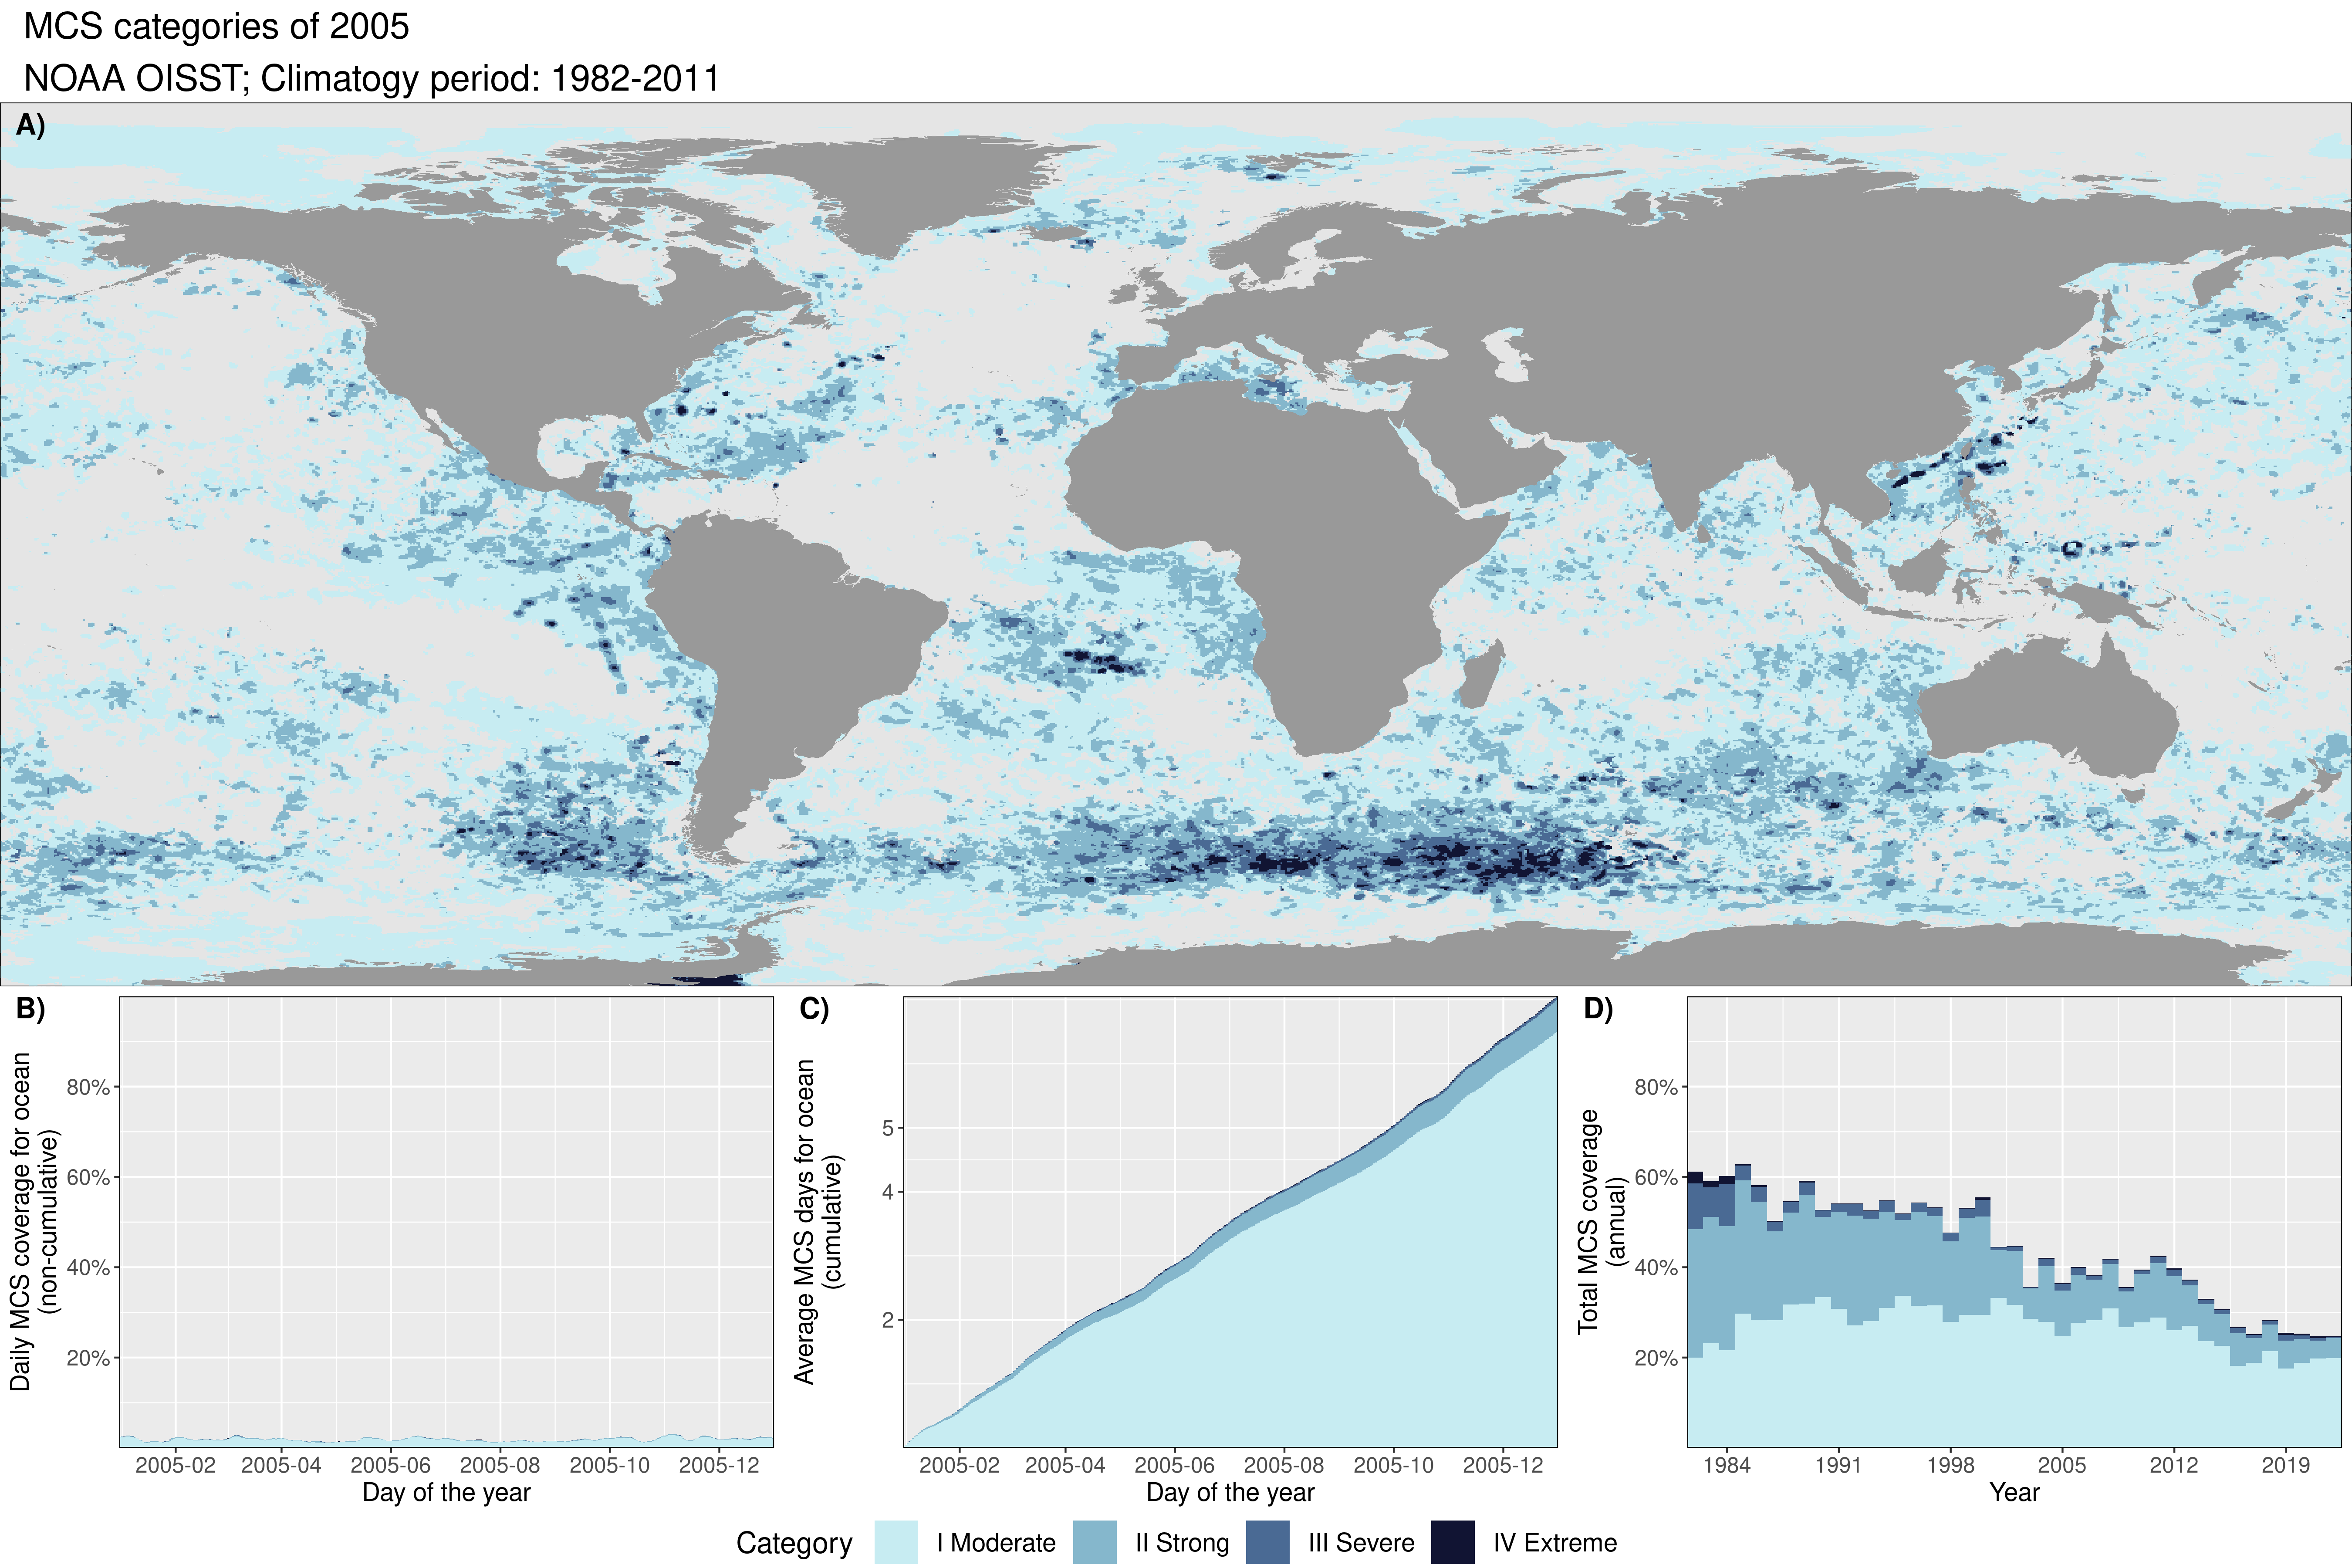 MCS categories of 2005
NOAA OISST; Climatogy period: 1982-2011
A)
B)
Daily MCS coverage for ocean
(non-cumulative)
80%
60%
40%
20%
2005-02 2005-04 2005-06 2005-08 2005-10 2005-12
Day of the year
C)
Average MCS days for ocean
(cumulative)
5
4
2
2005-02 2005-04 2005-06 2005-08 2005-10 2005-12
Day of the year
D)
Total MCS coverage
(annual)
80%
60%
40%
20%
1984 1991 1998 2005 2012 2019
Year
Category I Moderate II Strong III Severe IV Extreme